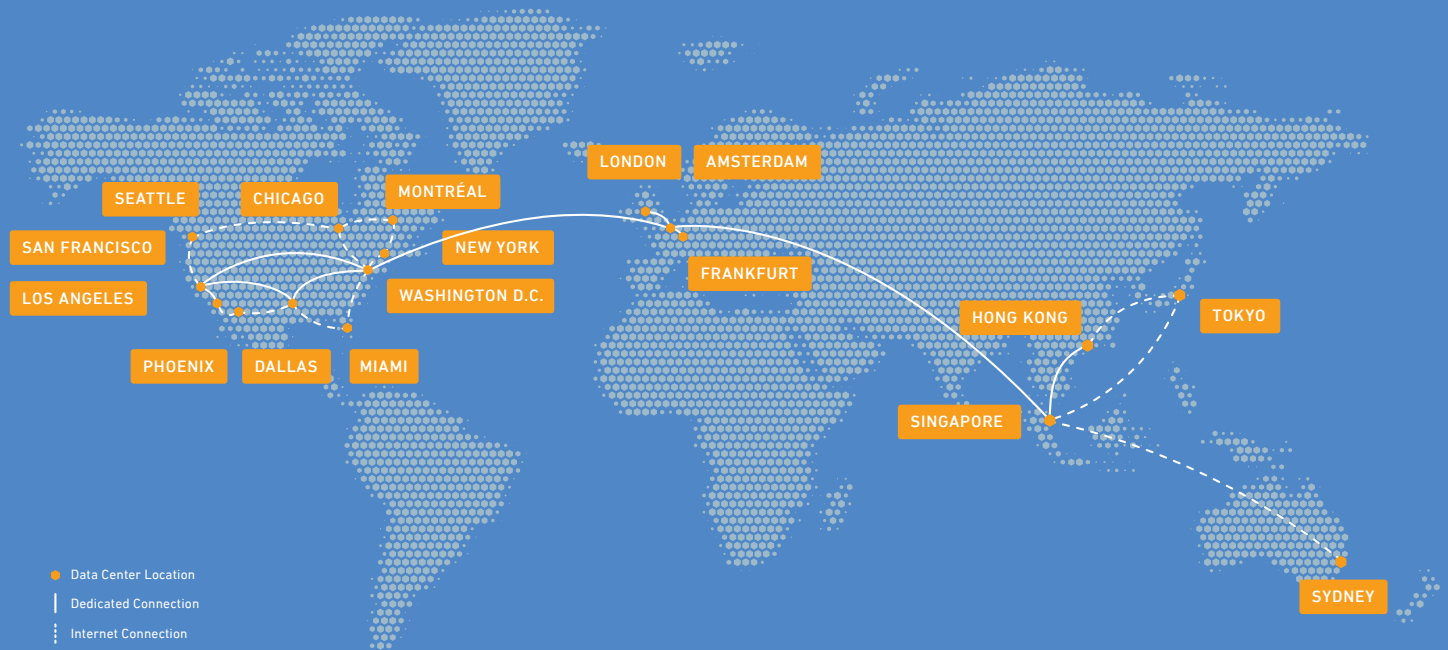 LONDON
AMSTERDAM
SEATTLE
CHICAGO
MONTRÉAL
SAN FRANCISCO
NEW YORK
FRANKFURT
LOS ANGELES
WASHINGTON D.C.
HONG KONG
TOKYO
PHOENIX
DALLAS
MIAMI
SINGAPORE
SYDNEY
Data Center Location
Dedicated Connection
Internet Connection